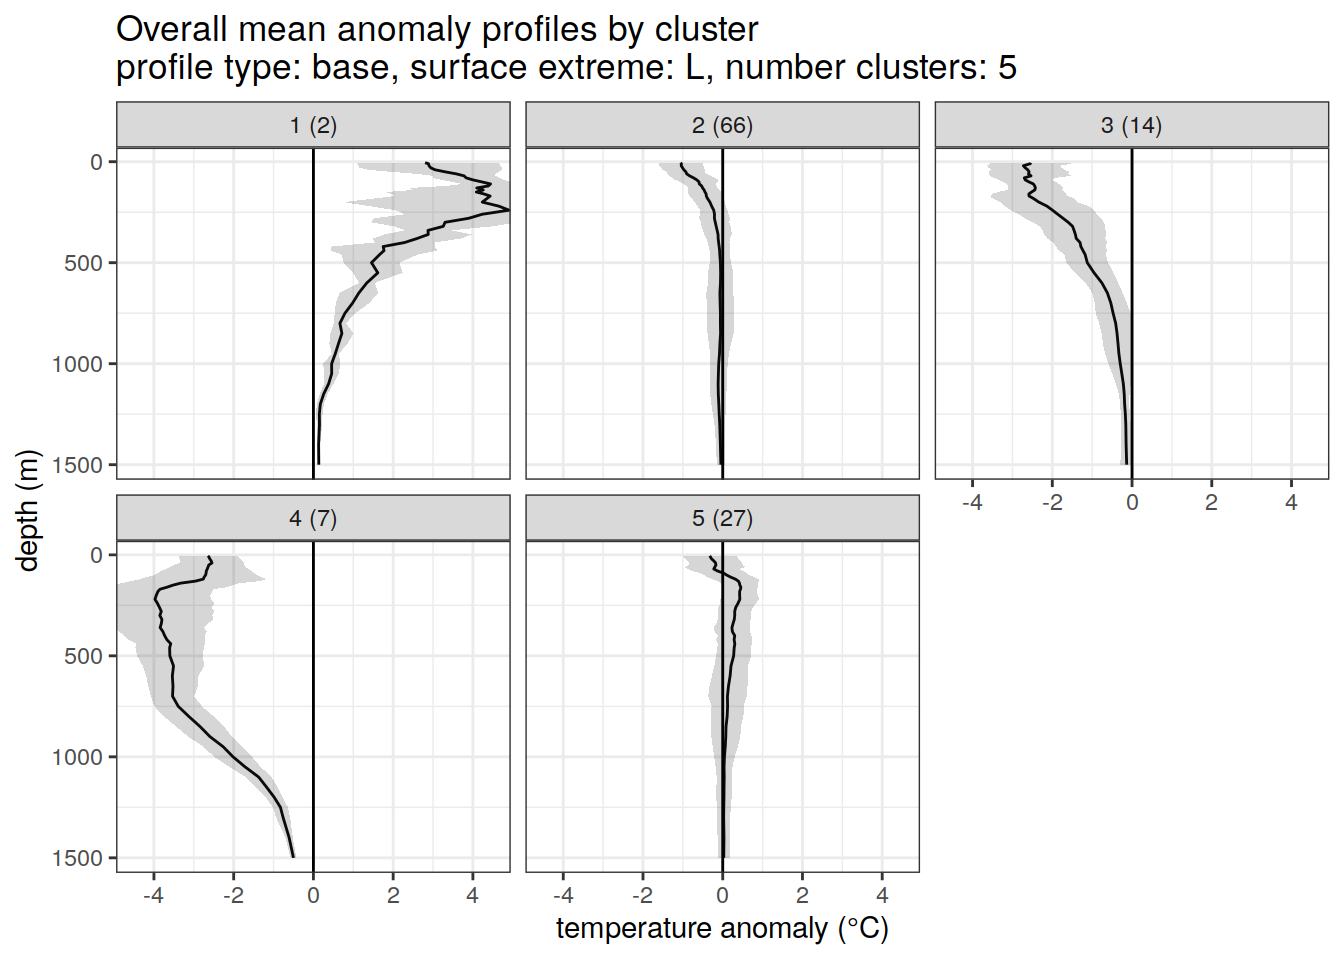 Overall mean anomaly profiles by cluster
profile type: base, surface extreme: L, number clusters: 5
1 (2)
2 (66)
3 (14)
0
500
1000
1500
-4 -2 0 2 4
4 (7)
5 (27)
0
500
1000
1500
-4 -2 0 2 4
-4 -2 0 2 4
depth (m)
temperature anomaly (°C)